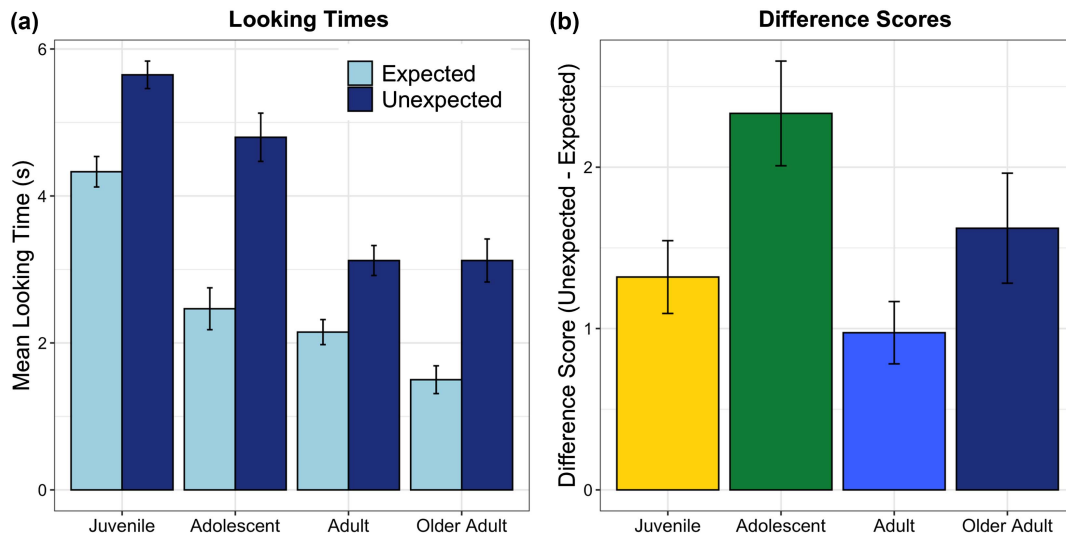 (a)
Looking Times
Mean Looking Time (s)
6
4
2
0
Expected
Unexpected
Juvenile
Adolescent
Adult
Older Adult
(b)
Difference Scores
Difference Score (Unexpected - Expected)
2
1
0
Juvenile
Adolescent
Adult
Older Adult